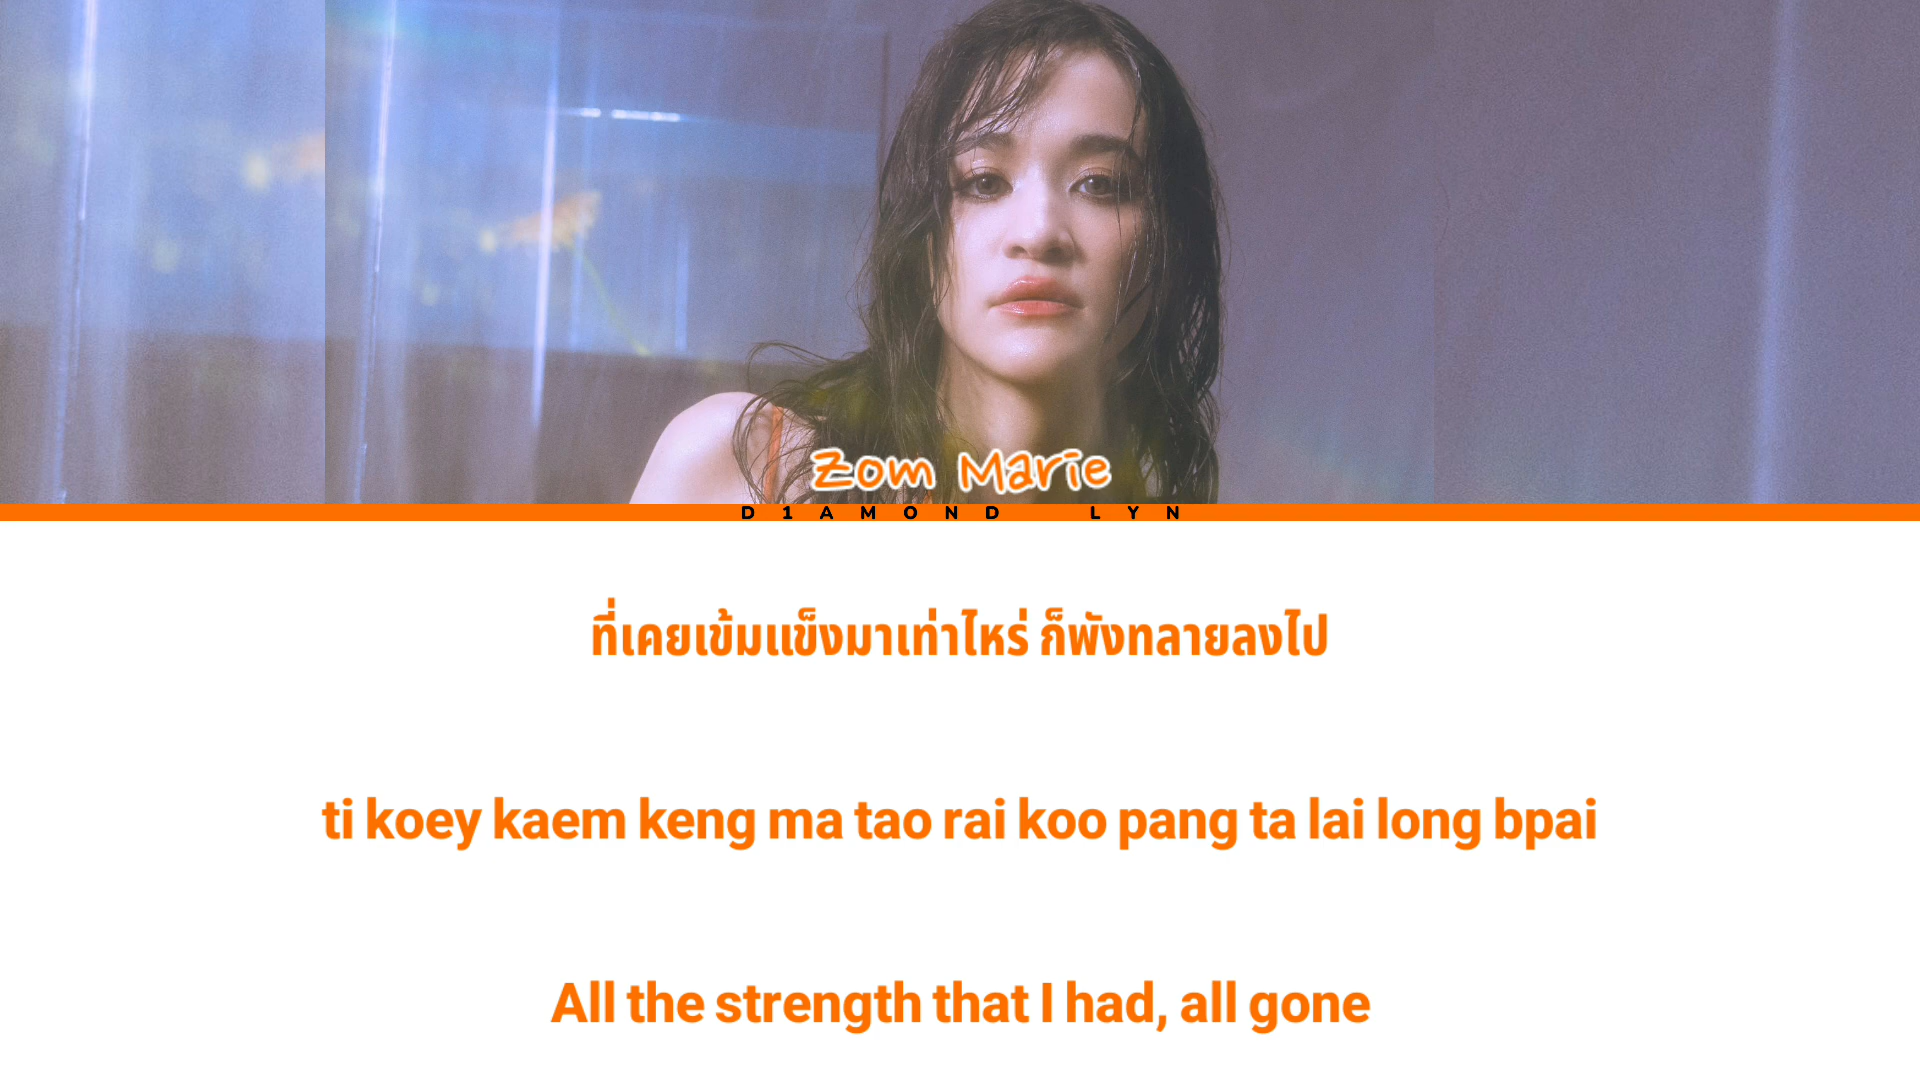 Zom Marie
D1AMOND LYN
ที่เคยเข้มแข็งมาเท่าไหร่ ก็พังทลายลงไป
ti koey kaem keng ma tao rai koo pang ta lai long bpai
All the strength that I had, all gone